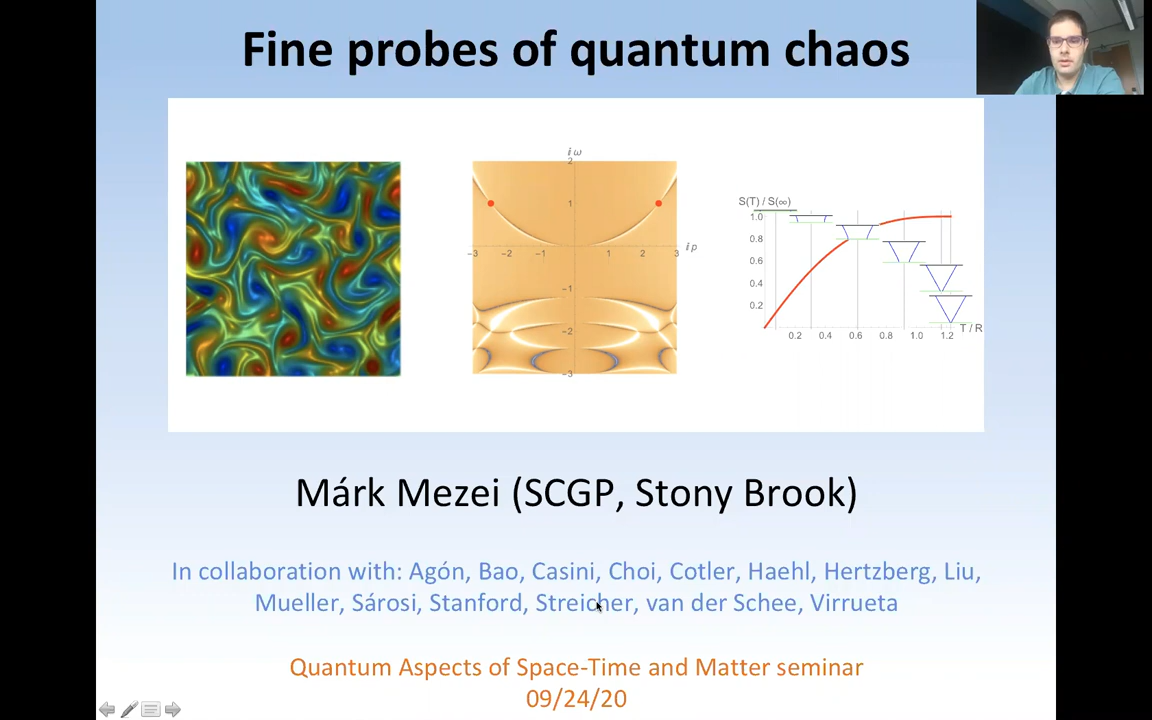 Fine probes of quantum chaos
i ω
2
1
-3 -2 -1 1 2 3 i p
-1
-2
-3
S(T) / S(∞)
1.0
0.8
0.6
0.4
0.2
0.2 0.4 0.6 0.8 1.0 1.2 T / R
Márk Mezei (SCGP, Stony Brook)
In collaboration with: Agón, Bao, Casini, Choi, Cotler, Haehl, Hertzberg, Liu,
Mueller, Sárosi, Stanford, Streicher, van der Schee, Virrueta
Quantum Aspects of Space-Time and Matter seminar
09/24/20